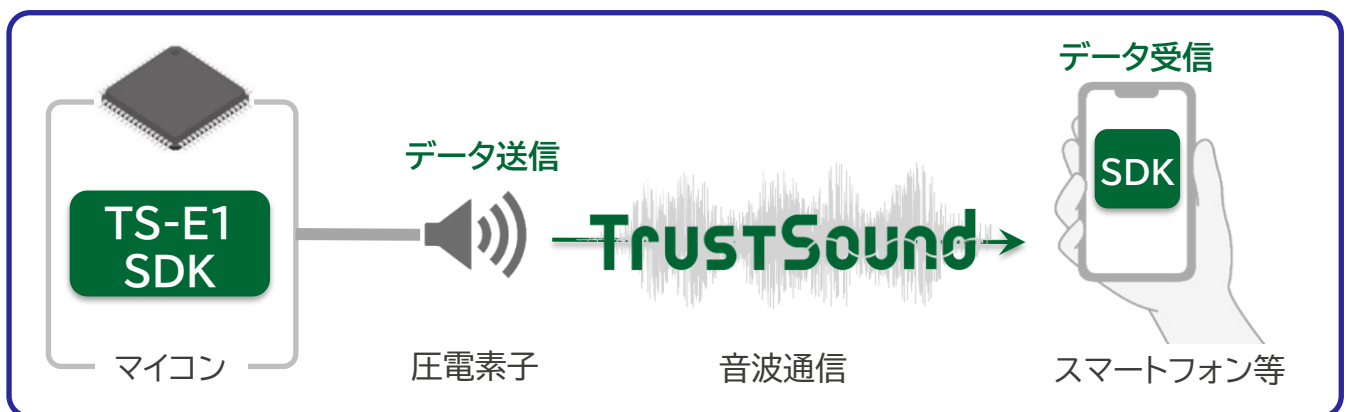 データ受信
データ送信
SDK
TS-E1
SDK
TrustSound
マイコン
圧電素子
音波通信
スマートフォン等